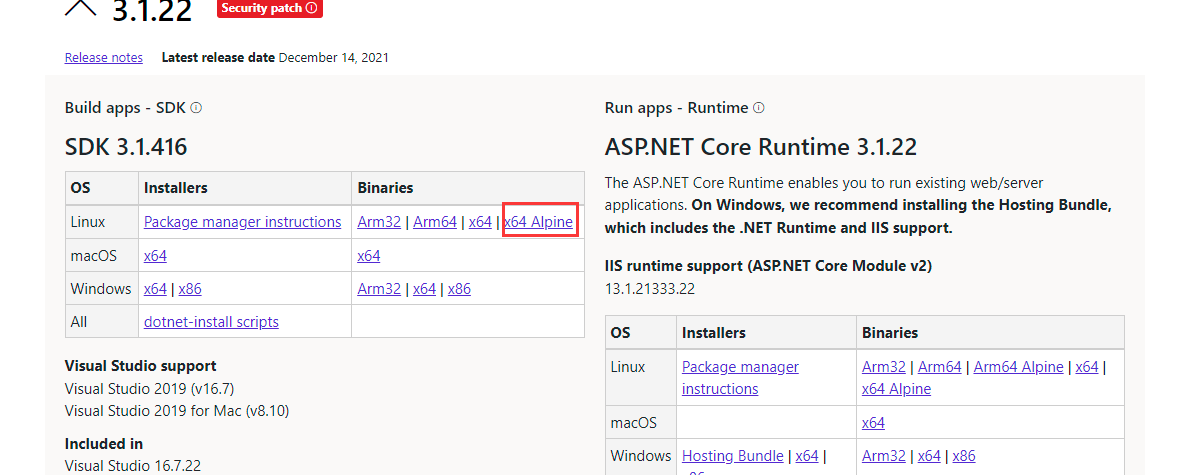 3.1.22 Security patch
Release notes Latest release date December 14, 2021
Build apps - SDK
SDK 3.1.416
OS Installers Binaries
Linux Package manager instructions Arm32 | Arm64 | x64 | x64 Alpine
macOS x64 x64
Windows x64 | x86 Arm32 | x64 | x86
All dotnet-install scripts
Visual Studio support
Visual Studio 2019 (v16.7)
Visual Studio 2019 for Mac (v8.10)
Included in
Visual Studio 16.7.22
Run apps - Runtime
ASP.NET Core Runtime 3.1.22
The ASP.NET Core Runtime enables you to run existing web/server
applications. On Windows, we recommend installing the Hosting Bundle,
which includes the .NET Runtime and IIS support.
IIS runtime support (ASP.NET Core Module v2)
13.1.21333.22
OS Installers Binaries
Linux Package manager Arm32 | Arm64 | Arm64 Alpine | x64 |
instructions x64 Alpine
macOS x64
Windows Hosting Bundle | x64 | Arm32 | x64 | x86